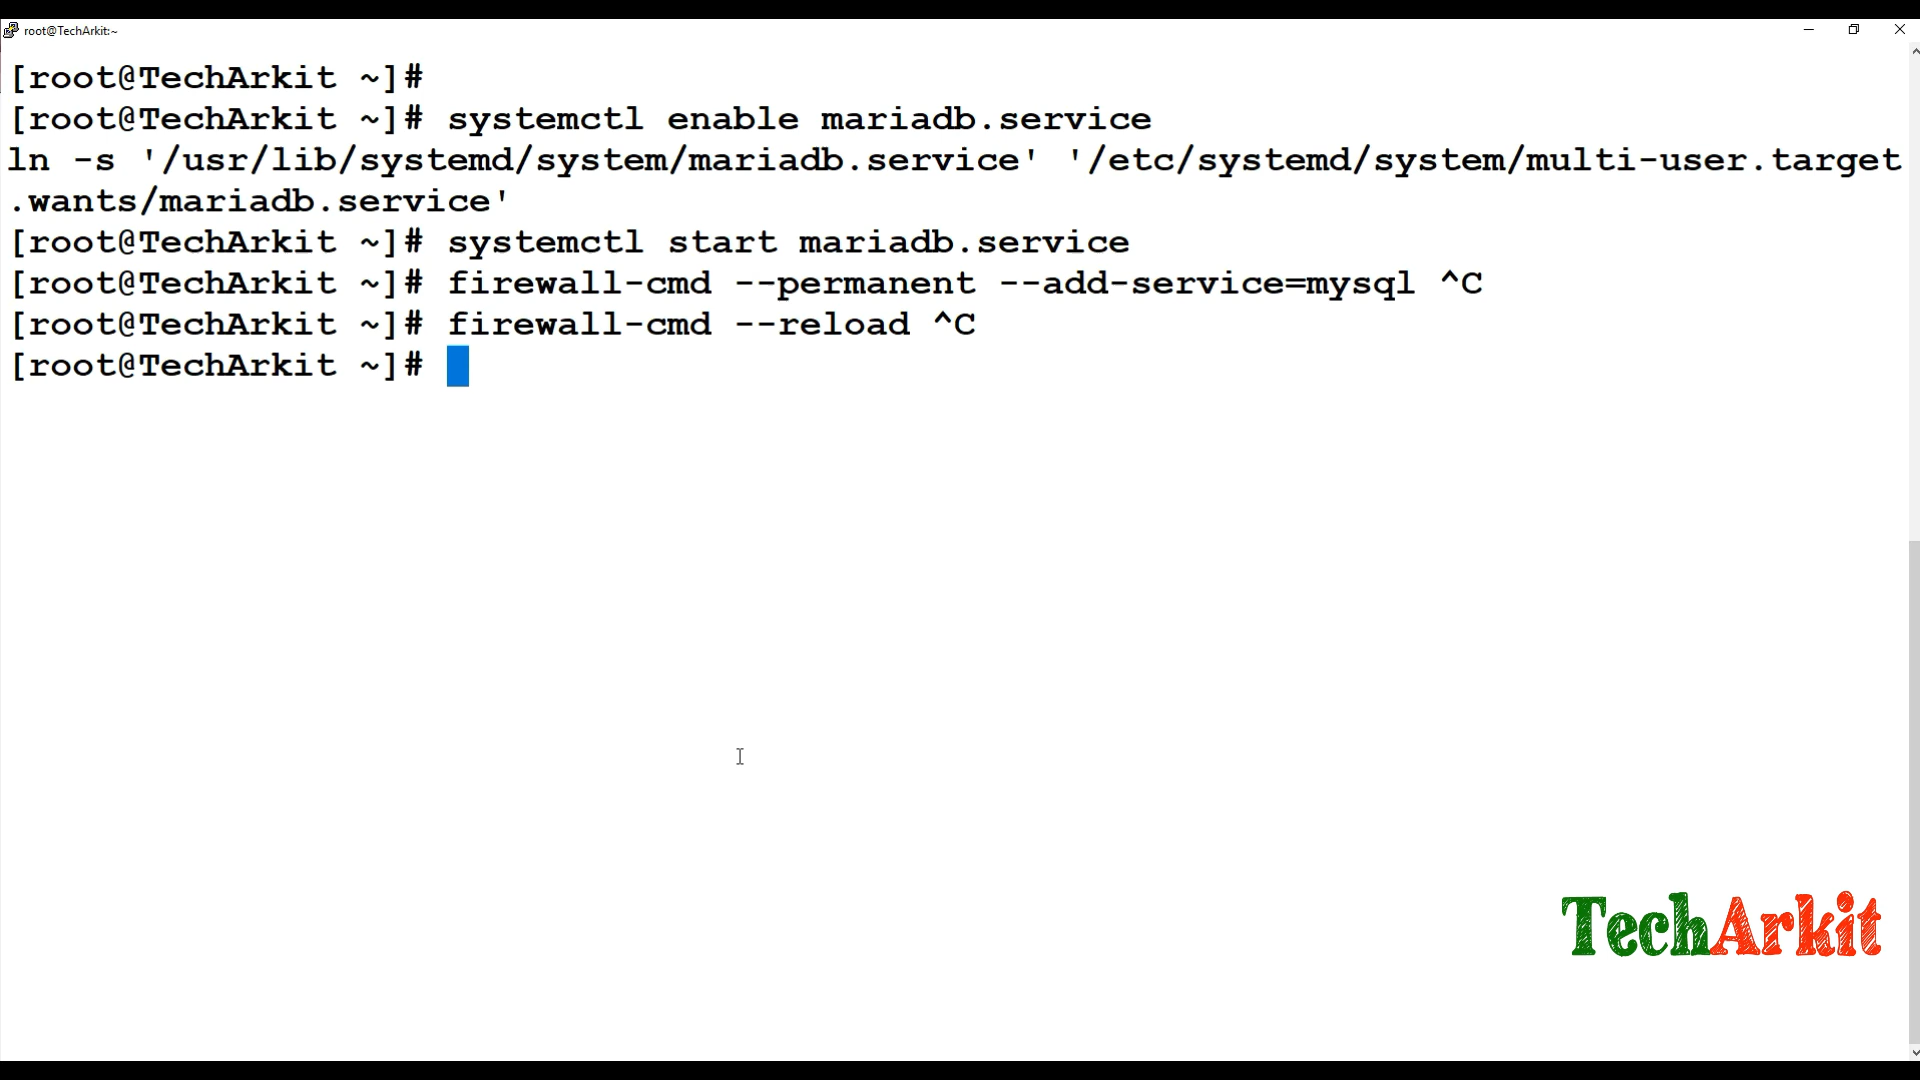 root@TechArkit:~
[root@TechArkit ~]#
[root@TechArkit ~]# systemctl enable mariadb.service
ln -s '/usr/lib/systemd/system/mariadb.service' '/etc/systemd/system/multi-user.target
.wants/mariadb.service'
[root@TechArkit ~]# systemctl start mariadb.service
[root@TechArkit ~]# firewall-cmd --permanent --add-service=mysql ^C
[root@TechArkit ~]# firewall-cmd --reload ^C
[root@TechArkit ~]#
TechArkit